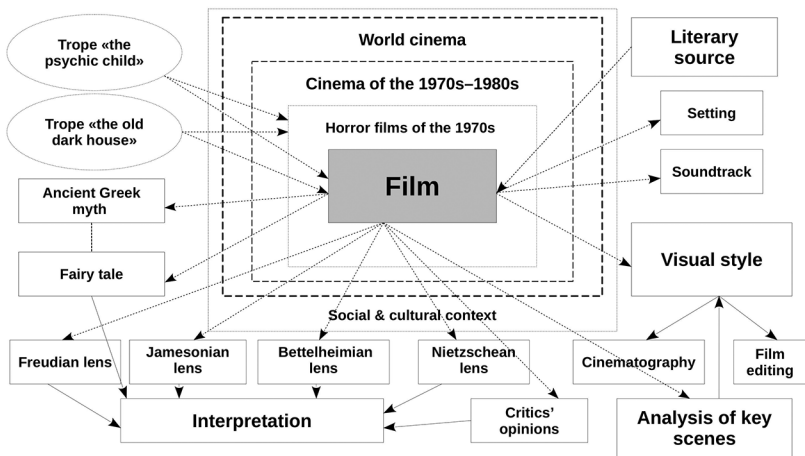 Trope «the
psychic child»
World cinema
Literary
source
Cinema of the 1970s–1980s
Trope «the old
dark house»
Horror films of the 1970s
Setting
Film
Soundtrack
Ancient Greek
myth
Fairy tale
Visual style
Social & cultural context
Freudian lens
Jamesonian
lens
Bettelheimian
lens
Nietzschean
lens
Cinematography
Film
editing
Interpretation
Critics’
opinions
Analysis of key
scenes